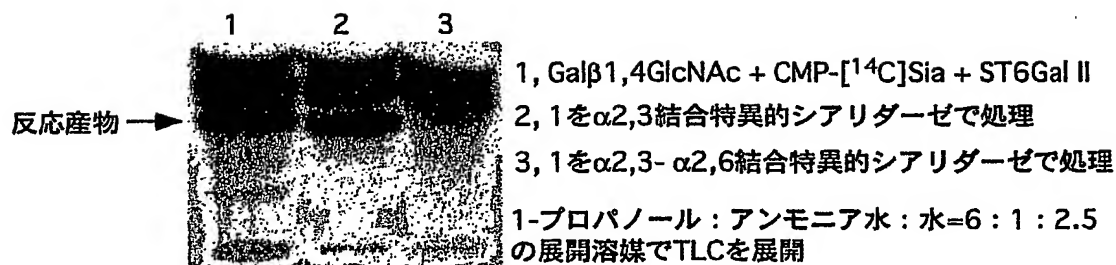 1 2 3
反応産物
1, Galβ1,4GlcNAc + CMP-[¹⁴C]Sia + ST6Gal II
2, 1をα2,3結合特異的シアリダーゼで処理
3, 1をα2,3- α2,6結合特異的シアリダーゼで処理
1-プロパノール：アンモニア水：水=6：1：2.5
の展開溶媒でTLCを展開